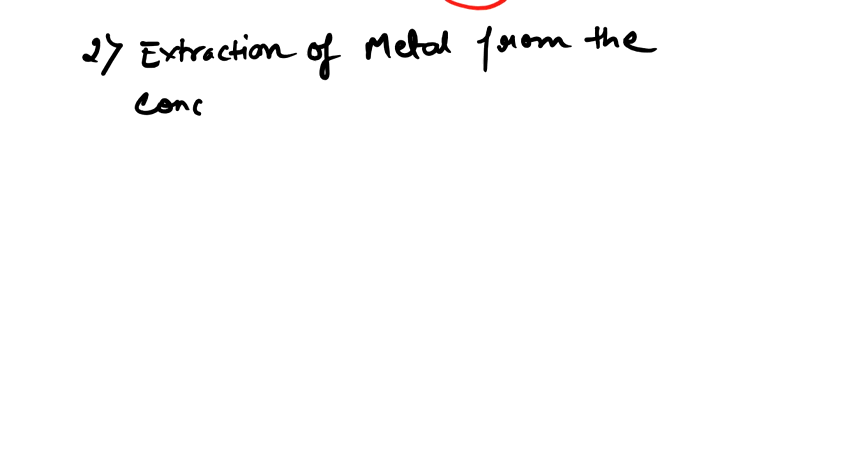 2) Extraction of Metal from the
Conc